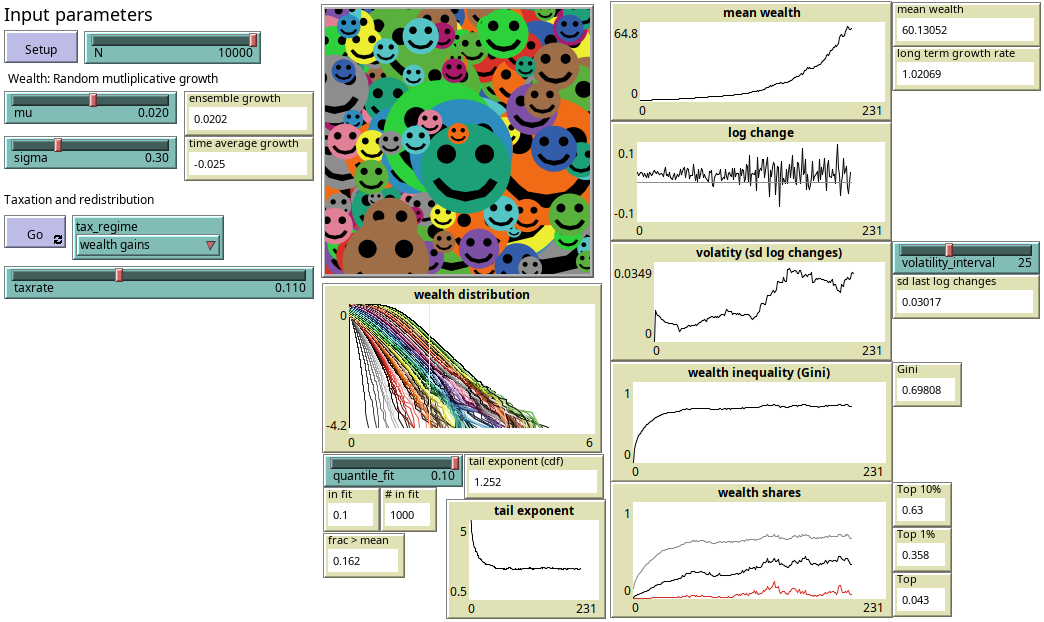 Input parameters
Setup
N 10000
Wealth: Random mutliplicative growth
mu 0.020
ensemble growth
0.0202
sigma 0.30
time average growth
-0.025
Taxation and redistribution
Go
tax_regime
wealth gains
taxrate 0.110
wealth distribution
0
-4.2
0 6
quantile_fit 0.10
tail exponent (cdf)
1.252
in fit
0.1
# in fit
1000
frac > mean
0.162
tail exponent
5
0.5
0 231
mean wealth
64.8
0
0 231
mean wealth
60.13052
long term growth rate
1.02069
log change
0.1
-0.1
0 231
volatity (sd log changes)
0.0349
0
0 231
volatility_interval 25
sd last log changes
0.03017
wealth inequality (Gini)
1
0
0 231
Gini
0.69808
wealth shares
1
0
0 231
Top 10%
0.63
Top 1%
0.358
Top
0.043